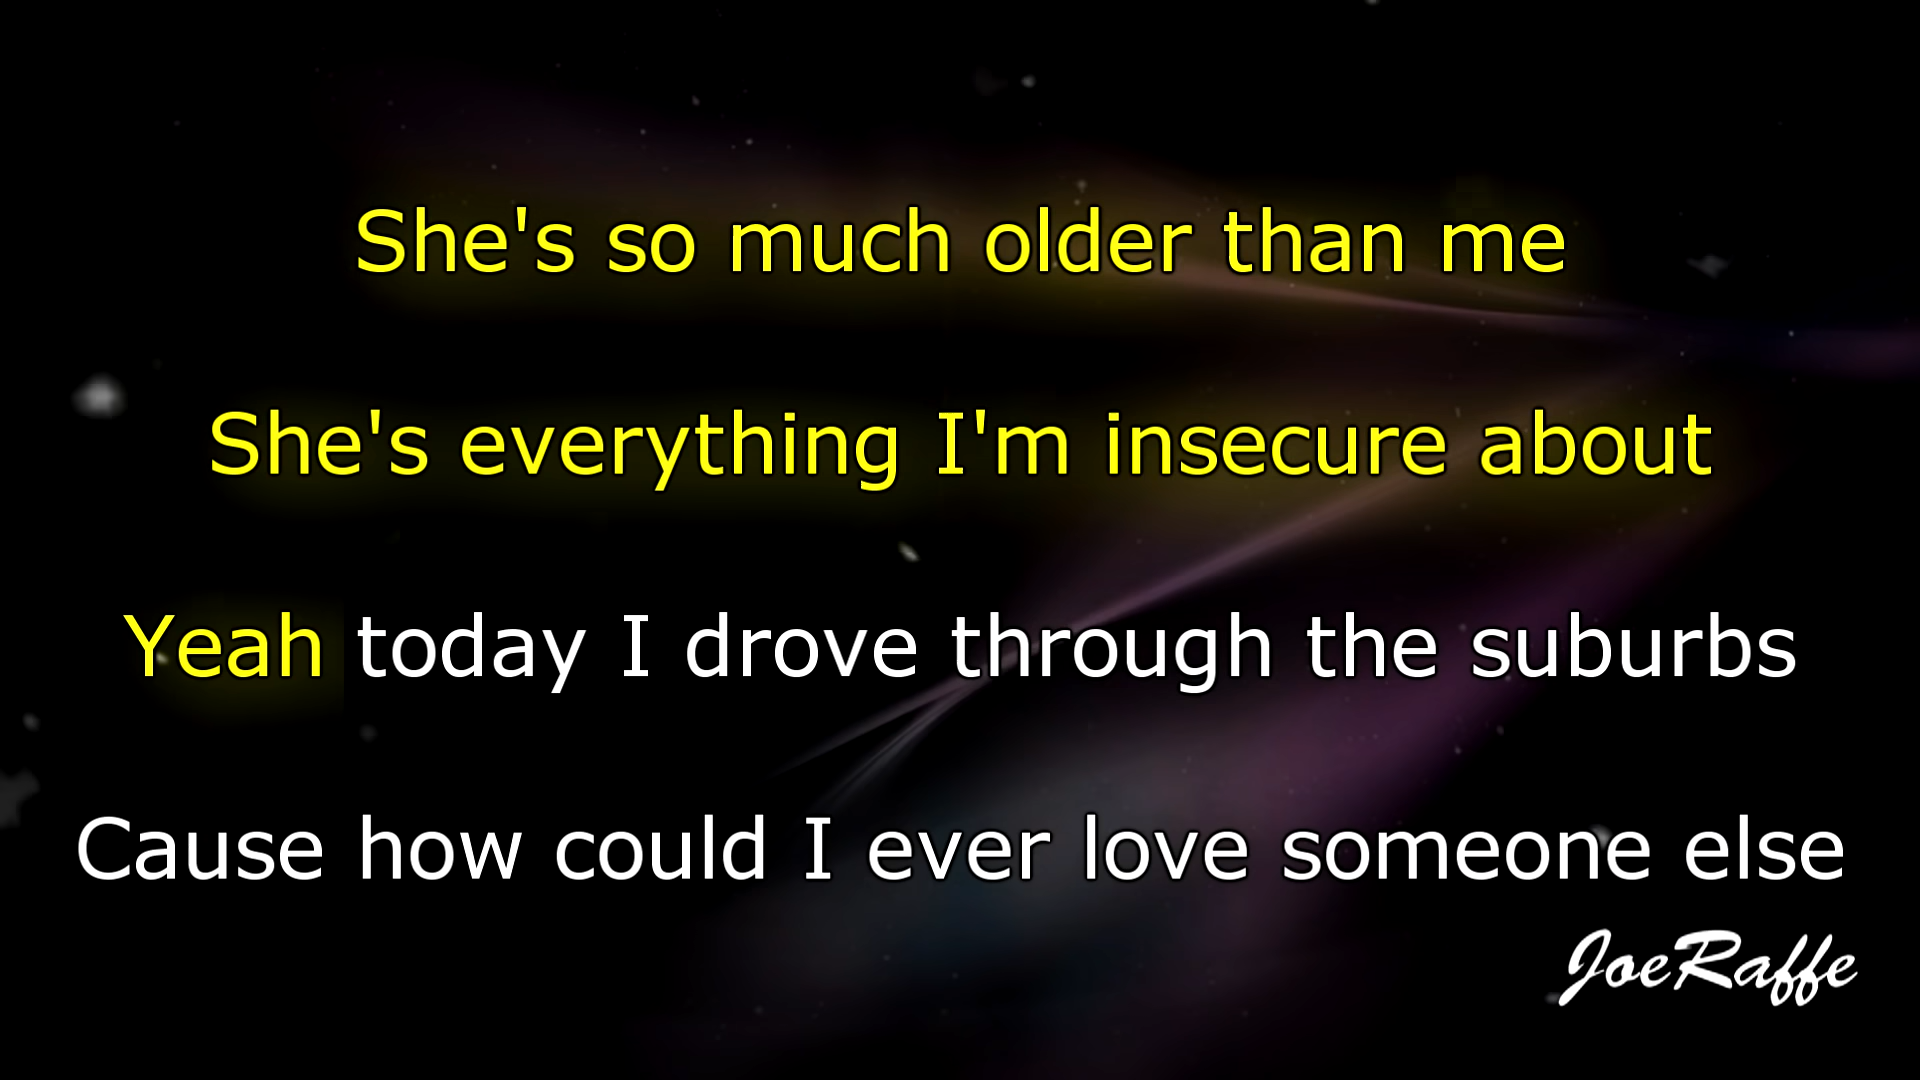 She's so much older than me
She's everything I'm insecure about
Yeah today I drove through the suburbs
Cause how could I ever love someone else
JoeRaffe